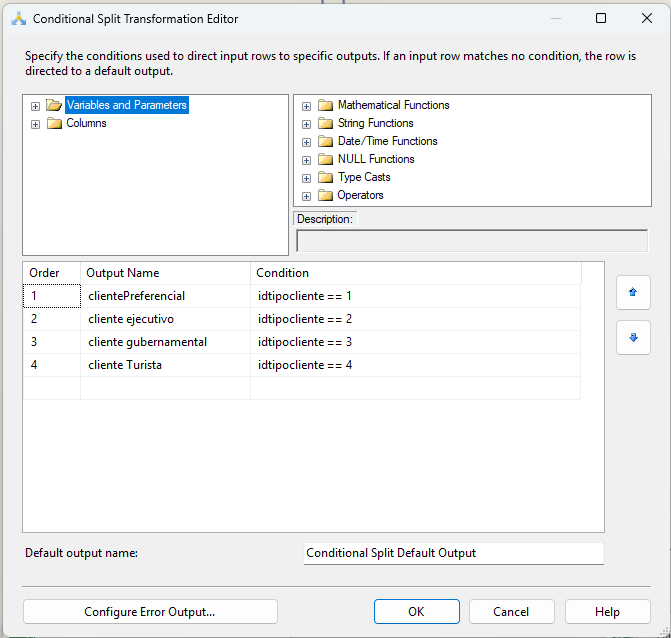 Conditional Split Transformation Editor
Specify the conditions used to direct input rows to specific outputs. If an input row matches no condition, the row is
directed to a default output.
Variables and Parameters
Columns
Mathematical Functions
String Functions
Date/Time Functions
NULL Functions
Type Casts
Operators
Description:
Order Output Name Condition
1 clientePreferencial idtipocliente == 1
2 cliente ejecutivo idtipocliente == 2
3 cliente gubernamental idtipocliente == 3
4 cliente Turista idtipocliente == 4
Default output name: Conditional Split Default Output
Configure Error Output... OK Cancel Help